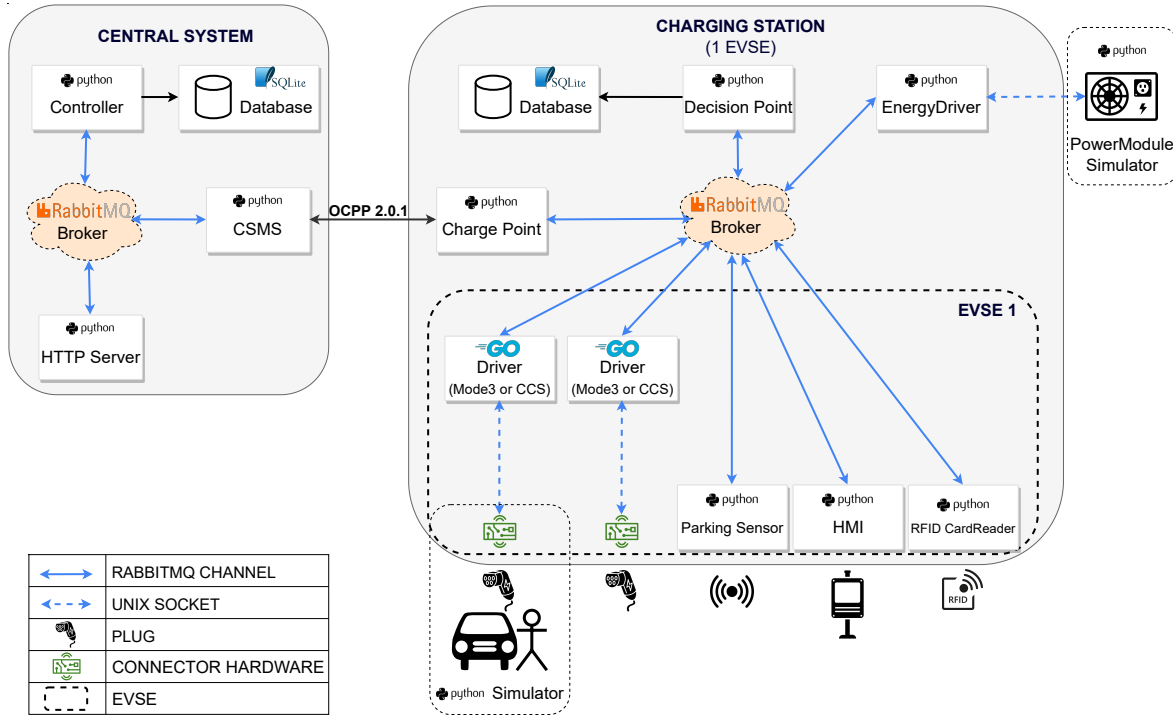 CENTRAL SYSTEM
python
Controller
SQLite
Database
RabbitMQ
Broker
python
CSMS
python
HTTP Server
OCPP 2.0.1
CHARGING STATION
(1 EVSE)
SQLite
Database
python
Decision Point
python
EnergyDriver
python
PowerModule
Simulator
python
Charge Point
RabbitMQ
Broker
EVSE 1
GO
Driver
(Mode3 or CCS)
GO
Driver
(Mode3 or CCS)
python
Parking Sensor
python
HMI
python
RFID CardReader
RFID
python Simulator
RABBITMQ CHANNEL
UNIX SOCKET
PLUG
CONNECTOR HARDWARE
EVSE